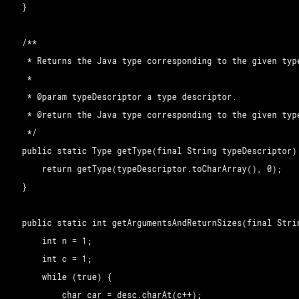 }
/**
* Returns the Java type corresponding to the given type
*
* @param typeDescriptor a type descriptor.
* @return the Java type corresponding to the given type
*/
public static Type getType(final String typeDescriptor)
return getType(typeDescriptor.toCharArray(), 0);
}
public static int getArgumentsAndReturnSizes(final Strin
int n = 1;
int c = 1;
while (true) {
char car = desc.charAt(c++);